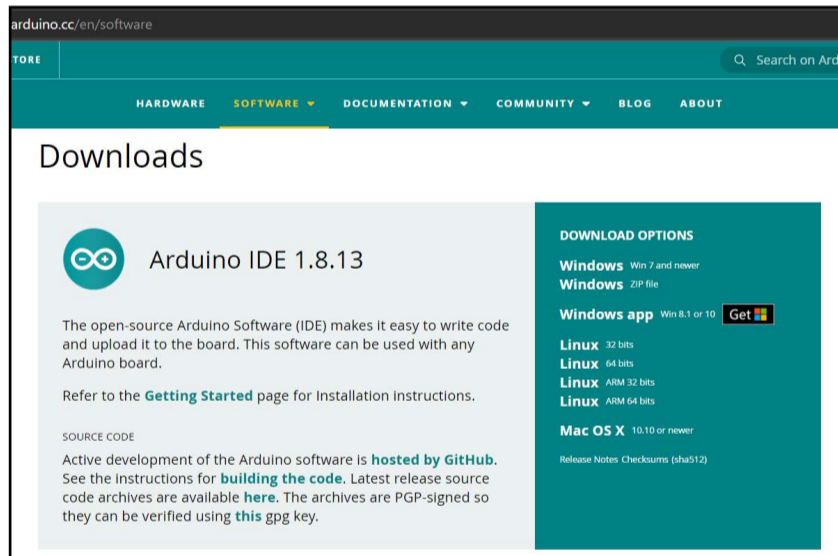 arduino.cc/en/software
TORE
Search on Ard
HARDWARE SOFTWARE DOCUMENTATION COMMUNITY BLOG ABOUT
Downloads
Arduino IDE 1.8.13
The open-source Arduino Software (IDE) makes it easy to write code
and upload it to the board. This software can be used with any
Arduino board.
Refer to the Getting Started page for Installation instructions.
SOURCE CODE
Active development of the Arduino software is hosted by GitHub.
See the instructions for building the code. Latest release source
code archives are available here. The archives are PGP-signed so
they can be verified using this gpg key.
DOWNLOAD OPTIONS
Windows Win 7 and newer
Windows ZIP file
Windows app Win 8.1 or 10 Get
Linux 32 bits
Linux 64 bits
Linux ARM 32 bits
Linux ARM 64 bits
Mac OS X 10.10 or newer
Release Notes Checksums (sha512)